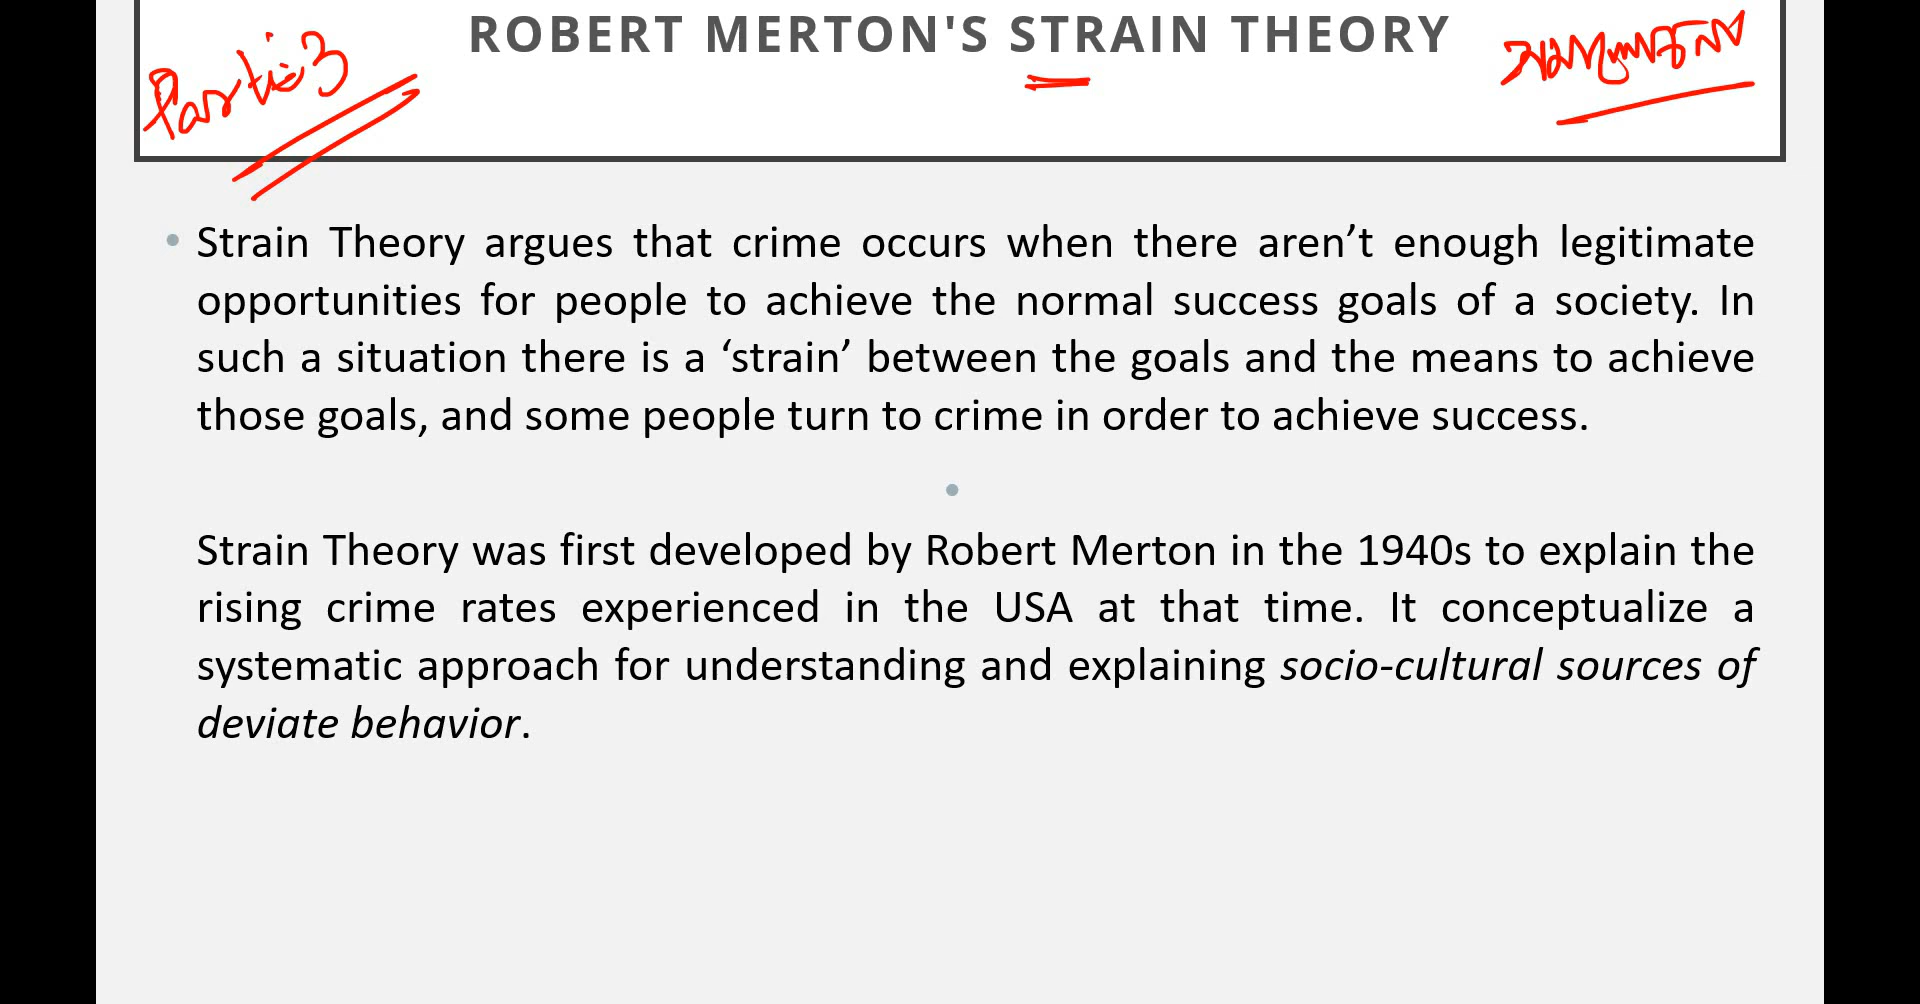 ROBERT MERTON'S STRAIN THEORY
• Strain Theory argues that crime occurs when there aren’t enough legitimate
opportunities for people to achieve the normal success goals of a society. In
such a situation there is a ‘strain’ between the goals and the means to achieve
those goals, and some people turn to crime in order to achieve success.
•
Strain Theory was first developed by Robert Merton in the 1940s to explain the
rising crime rates experienced in the USA at that time. It conceptualize a
systematic approach for understanding and explaining socio-cultural sources of
deviate behavior.